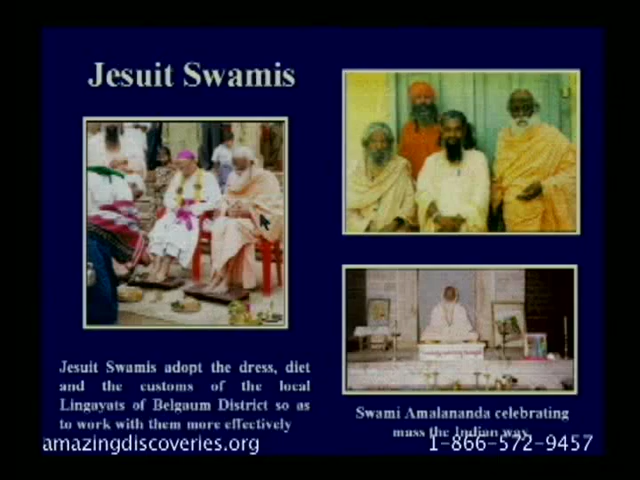 Jesuit Swamis
Jesuit Swamis adopt the dress, diet
and the customs of the local
Lingayats of Belgaum District so as
to work with them more effectively
Swami Amalananda celebrating
mass the Indian way
amazingdiscoveries.org
1-866-572-9457